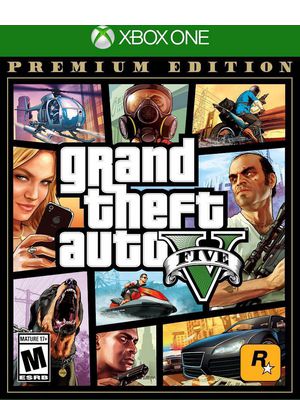 XBOX ONE
PREMIUM EDITION
grand
theft
auto
V
FIVE
MATURE 17+
M
ESRB
R★